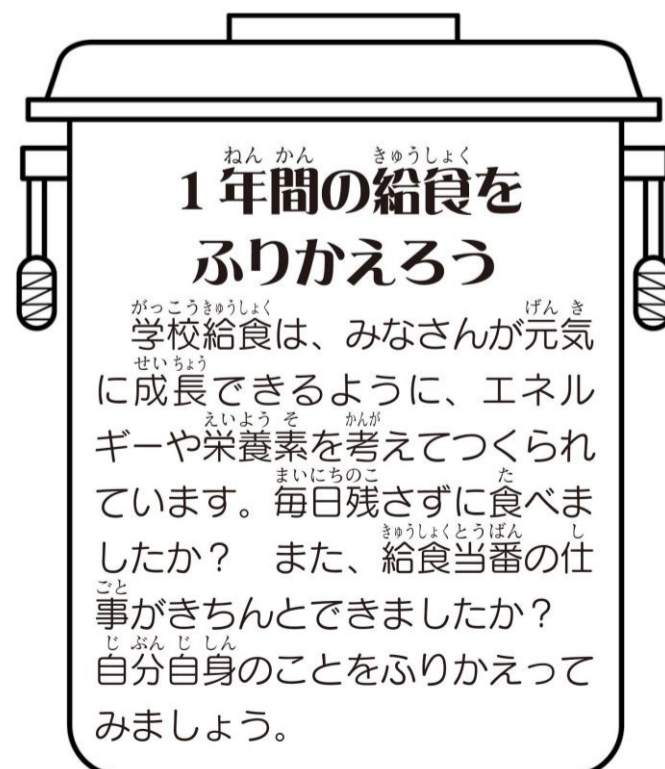 1年間の給食を
ふりかえろう
学校給食は、みなさんが元気
に成長できるように、エネル
ギーや栄養素を考えてつくられ
ています。毎日残さずに食べま
したか？　また、給食当番の仕
事がきちんとできましたか？
自分自身のことをふりかえって
みましょう。